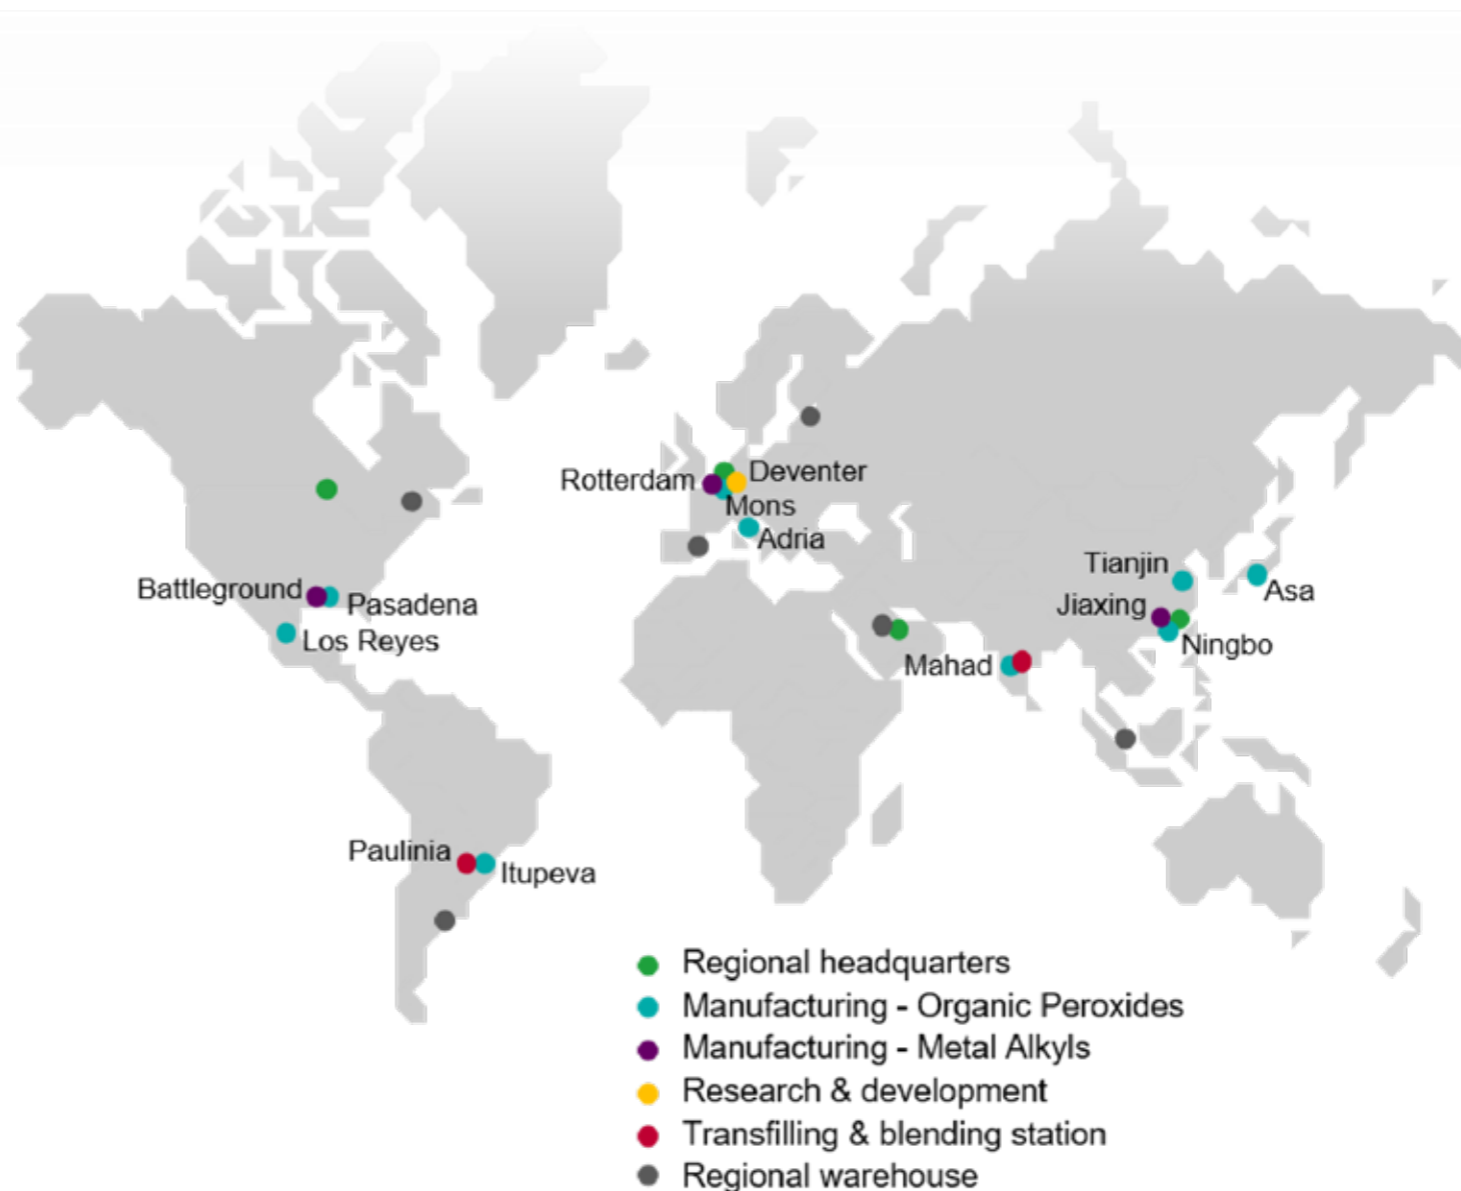 Rotterdam
Deventer
Mons
Adria
Battleground
Pasadena
Los Reyes
Tianjin
Asa
Jiaxing
Ningbo
Mahad
Paulinia
Itupeva
Regional headquarters
Manufacturing - Organic Peroxides
Manufacturing - Metal Alkyls
Research & development
Transfilling & blending station
Regional warehouse